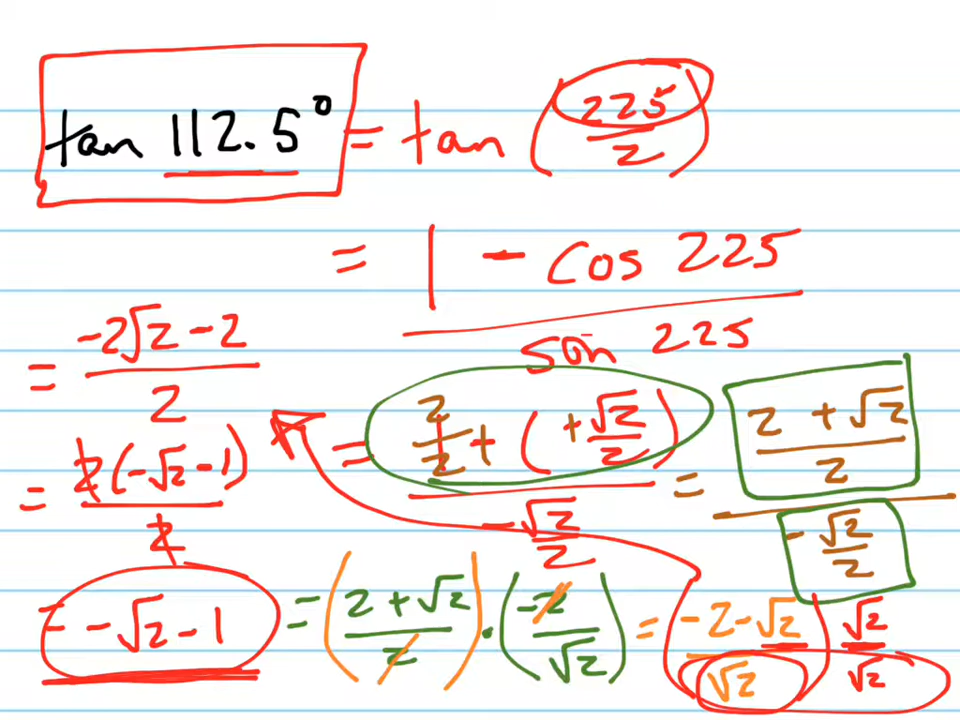 tan 112.5° = tan (225/2)
= 1 - cos 225 / sin 225
= 2/2 + (+√2/2) / -√2/2 = 2 + √2 / 2 / -√2/2
= (2 + √2 / 2) · (-2 / √2) = -2 - √2 / √2 √2 / √2
= -2√2 - 2 / 2
= 2(-√2 - 1) / 2
= -√2 - 1